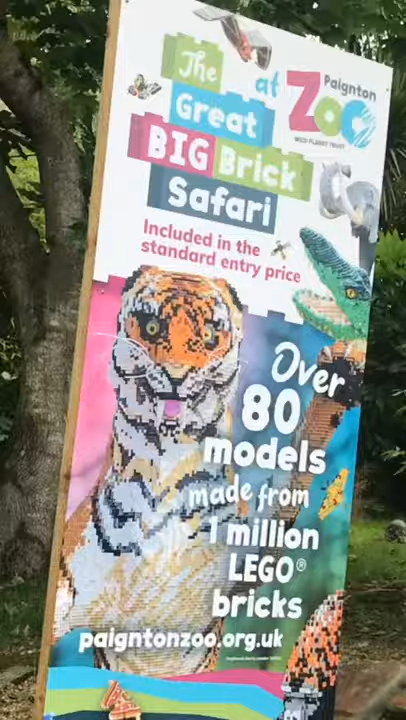 The
Great
BIG Brick
Safari
at
Paignton
ZOO
WILD PLANET TRUST
Included in the
standard entry price
Over
80
models
made from
1 million
LEGO®
bricks
paigntonzoo.org.uk